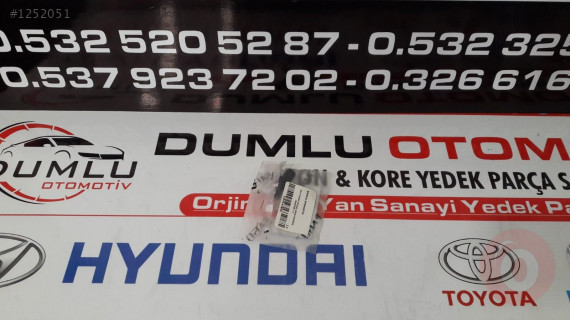 #1252051
0.532 520 52 87 - 0.532 325
0.537 923 72 02 - 0.326 616
DUMLU
OTOMOTİV
DUMLU OTOM
& KORE YEDEK PARÇA S
Orjin Yan Sanayi Yedek Pa
HYUNDAI
TOYOTA